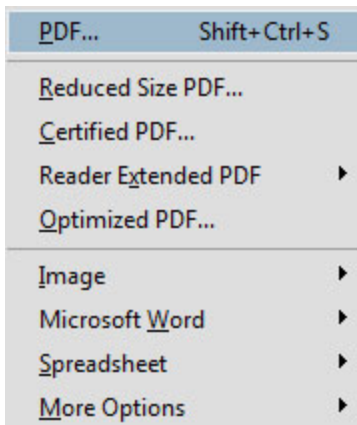 PDF... Shift+Ctrl+S
Reduced Size PDF...
Certified PDF...
Reader Extended PDF
Optimized PDF...
Image
Microsoft Word
Spreadsheet
More Options